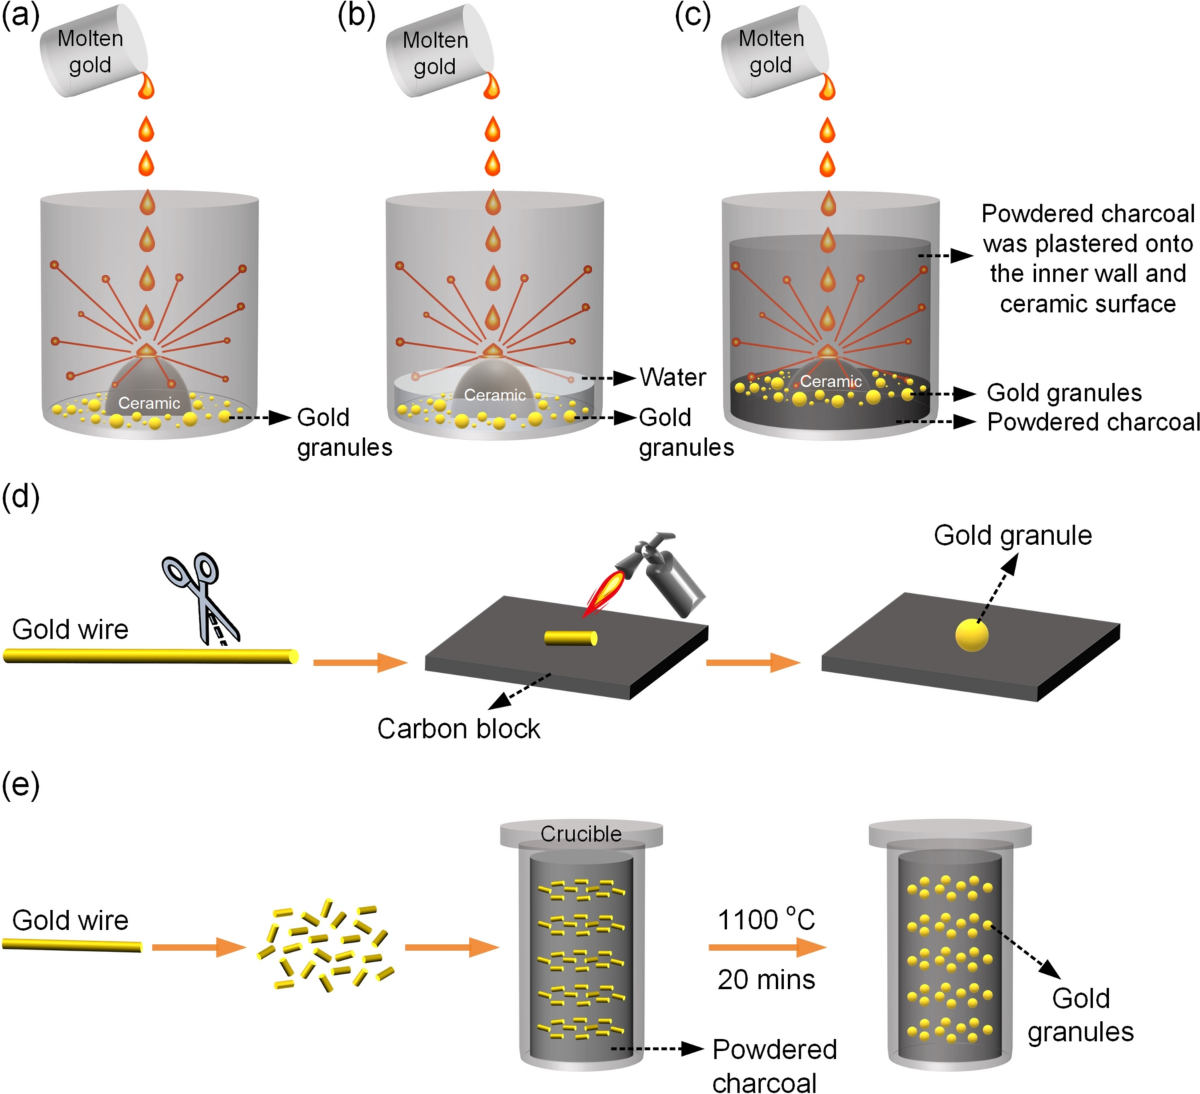 (a)
Molten
gold
Ceramic
Gold
granules
(b)
Molten
gold
Ceramic
Water
Gold
granules
(c)
Molten
gold
Powdered charcoal
was plastered onto
the inner wall and
ceramic surface
Ceramic
Gold granules
Powdered charcoal
(d)
Gold wire
Carbon block
Gold granule
(e)
Gold wire
Crucible
Powdered
charcoal
1100 °C
20 mins
Gold
granules